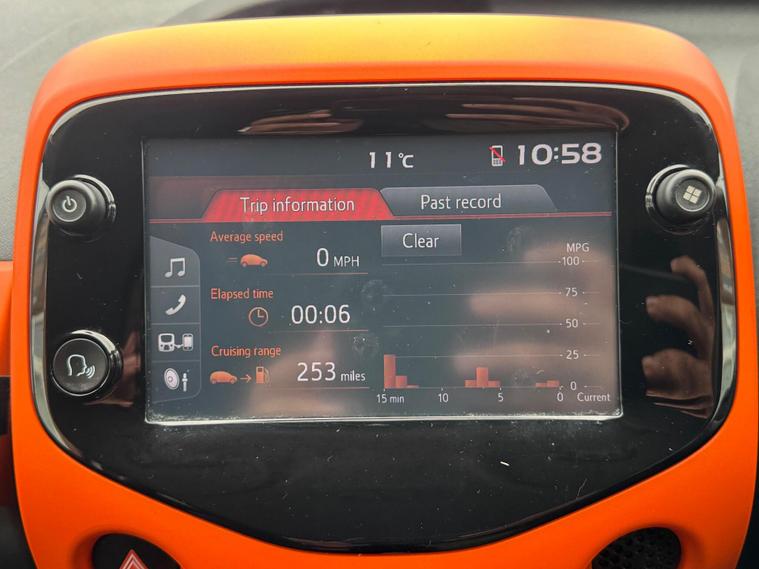 11°C
10:58
Trip information
Past record
Average speed
0 MPH
Clear
MPG
100
75
50
25
0
Elapsed time
00:06
Cruising range
253 miles
15 min 10 5 0 Current